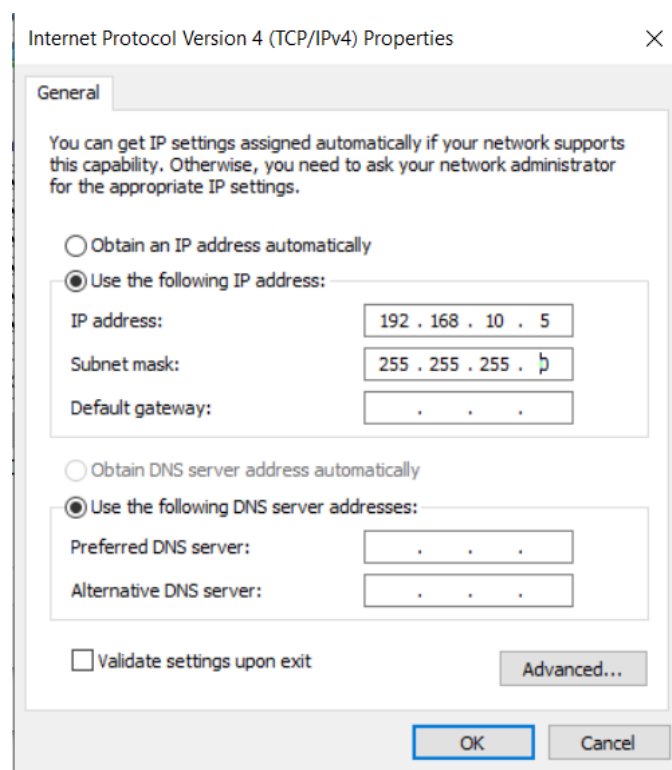 Internet Protocol Version 4 (TCP/IPv4) Properties
General
You can get IP settings assigned automatically if your network supports
this capability. Otherwise, you need to ask your network administrator
for the appropriate IP settings.
Obtain an IP address automatically
Use the following IP address:
IP address: 192 . 168 . 10 . 5
Subnet mask: 255 . 255 . 255 . 0
Default gateway: . . .
Obtain DNS server address automatically
Use the following DNS server addresses:
Preferred DNS server: . . .
Alternative DNS server: . . .
Validate settings upon exit
Advanced...
OK Cancel